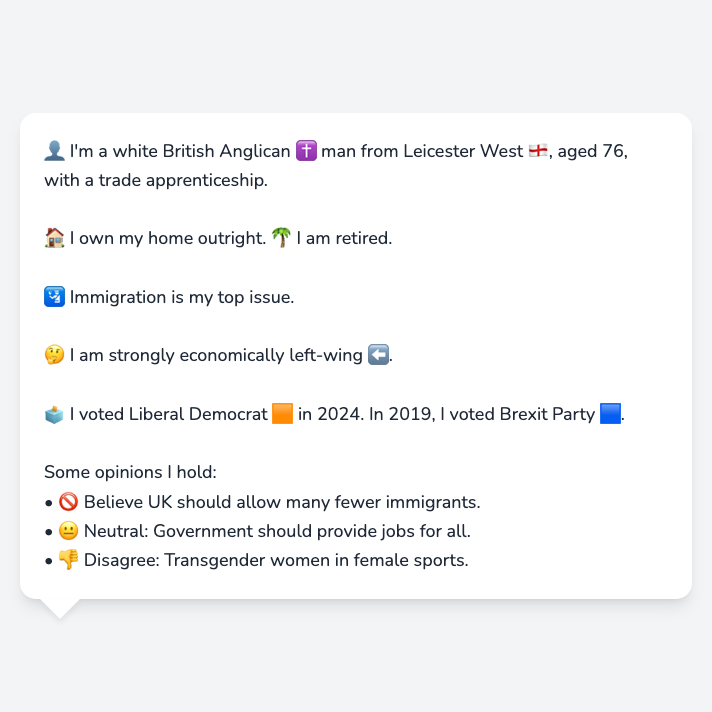 👤 I'm a white British Anglican ✝️ man from Leicester West 🏴󠁧󠁢󠁥󠁮󠁧󠁿, aged 76,
with a trade apprenticeship.
🏠 I own my home outright. 🌴 I am retired.
🛂 Immigration is my top issue.
🤔 I am strongly economically left-wing ⬅️.
🗳️ I voted Liberal Democrat 🟧 in 2024. In 2019, I voted Brexit Party 🟦.
Some opinions I hold:
• 🚫 Believe UK should allow many fewer immigrants.
• 😐 Neutral: Government should provide jobs for all.
• 👎 Disagree: Transgender women in female sports.